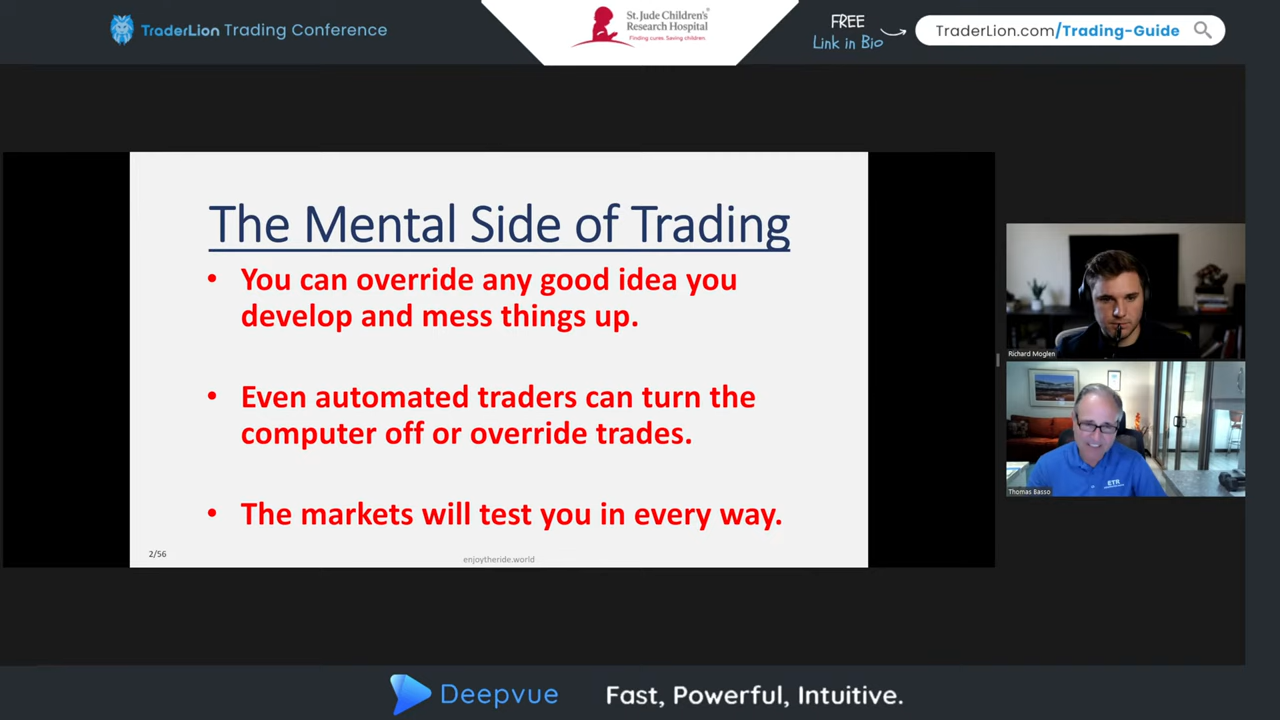 TraderLion Trading Conference
St. Jude Children's
Research Hospital
Finding cures. Saving children.
FREE
Link in Bio
TraderLion.com/Trading-Guide
The Mental Side of Trading
• You can override any good idea you
develop and mess things up.
• Even automated traders can turn the
computer off or override trades.
• The markets will test you in every way.
2/56
enjoytheride.world
Richard Moglen
ETR
Thomas Basso
Deepvue
Fast, Powerful, Intuitive.